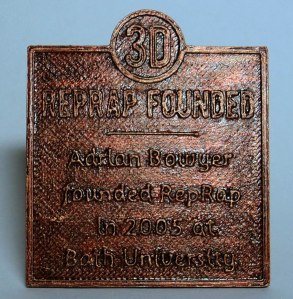 3D
REPRAP FOUNDED
Adrian Bowyer
founded RepRap
in 2005 at
Bath University